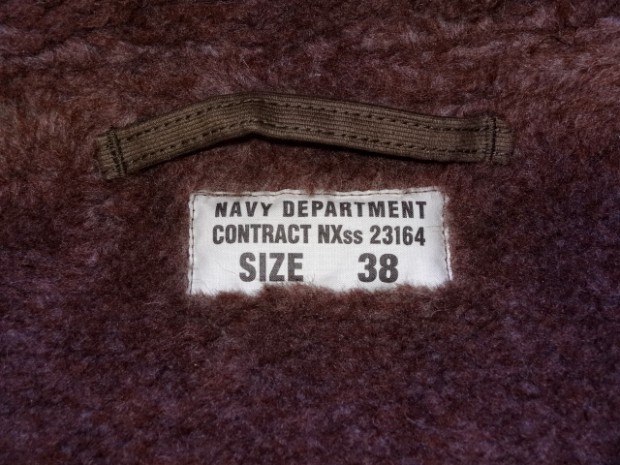 NAVY DEPARTMENT
CONTRACT NXss 23164
SIZE 38